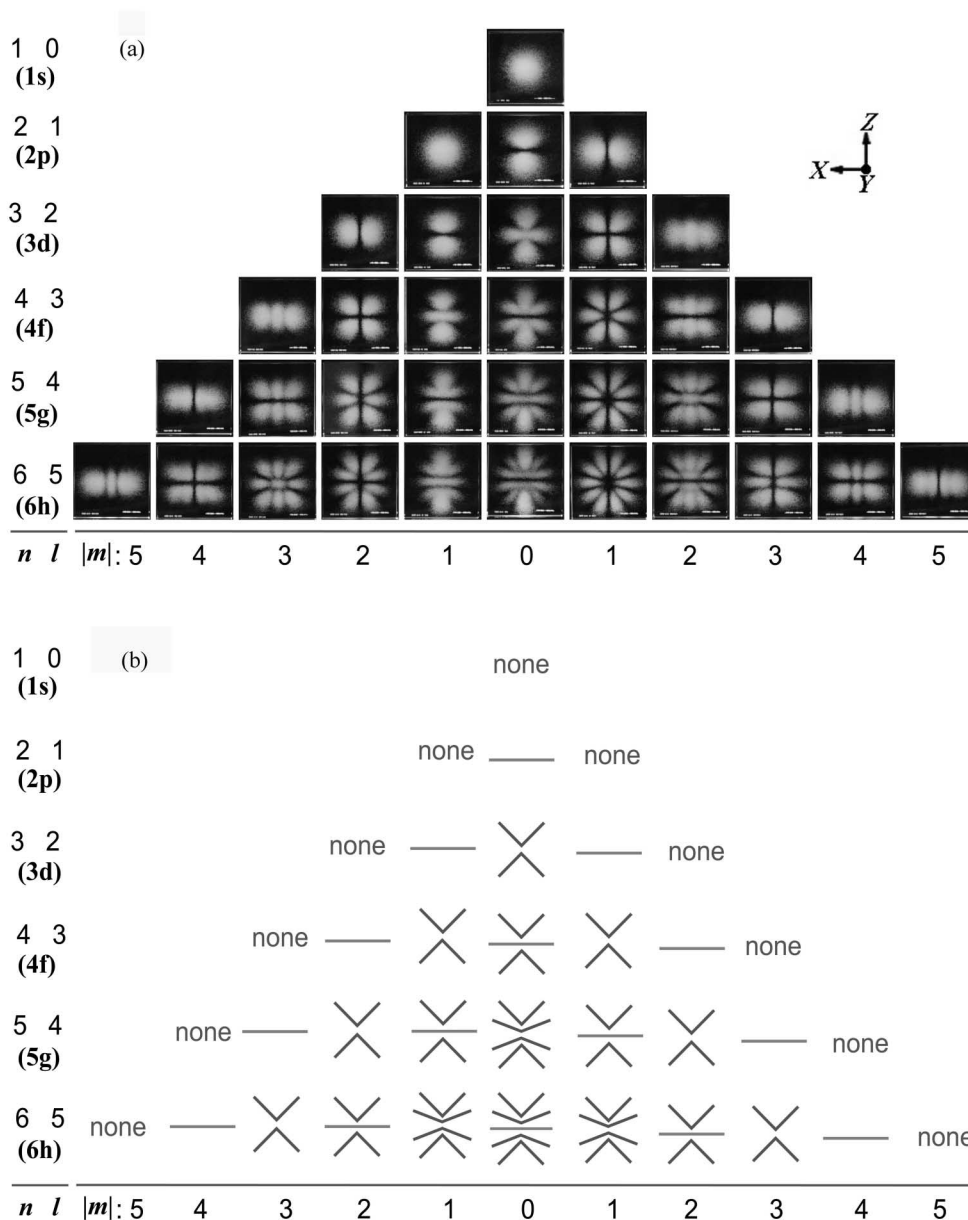 1 0 (a)
(1s)
2 1
(2p)
Z
X
Y
3 2
(3d)
4 3
(4f)
5 4
(5g)
6 5
(6h)
n l |m|: 5 4 3 2 1 0 1 2 3 4 5
1 0 (b) none
(1s)
2 1 none none
(2p)
3 2 none none
(3d)
4 3 none none
(4f)
5 4 none none
(5g)
6 5 none none
(6h)
n l |m|: 5 4 3 2 1 0 1 2 3 4 5